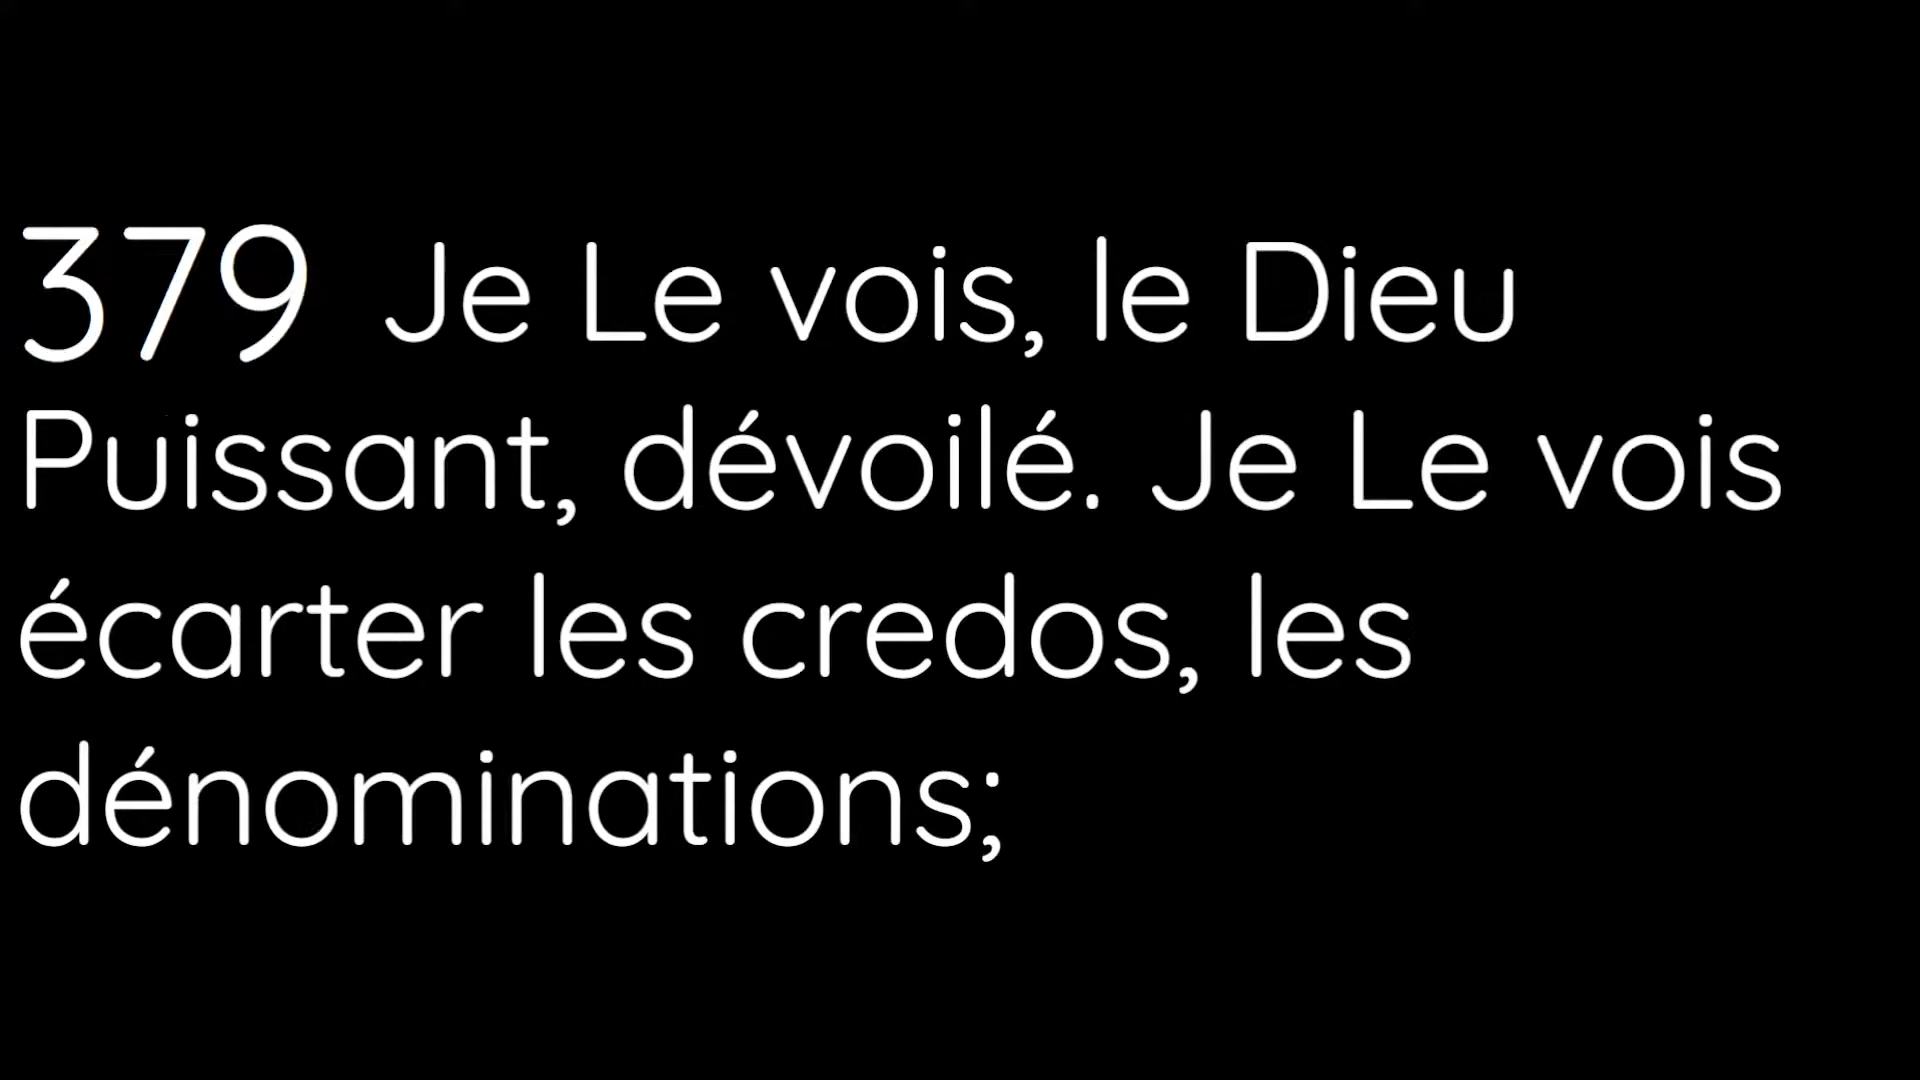 379 Je Le vois, le Dieu
Puissant, dévoilé. Je Le vois
écarter les credos, les
dénominations;